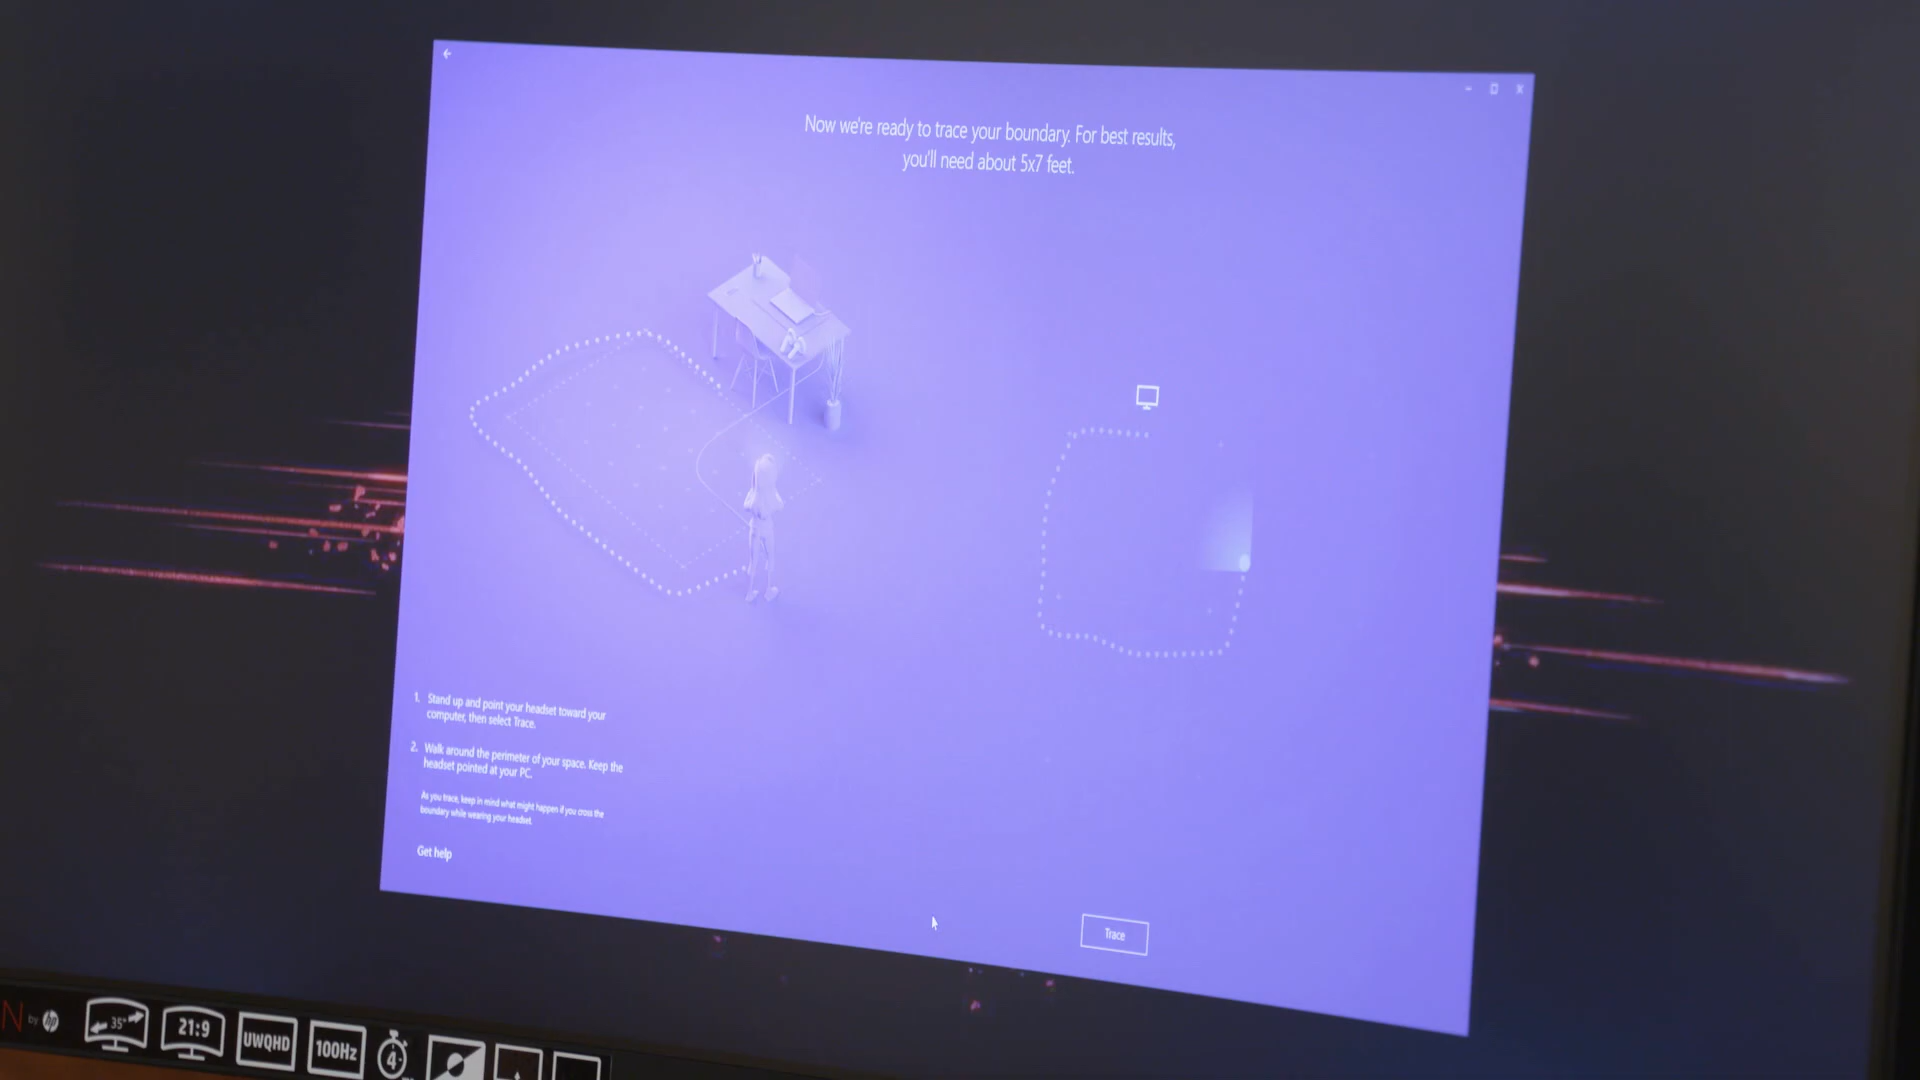 Now we're ready to trace your boundary. For best results,
you'll need about 5x7 feet.
1. Stand up and point your headset toward your
computer, then select Trace.
2. Walk around the perimeter of your space. Keep the
headset pointed at your PC.
As you trace, keep in mind what might happen if you cross the
boundary while wearing your headset.
Get help
Trace
N by hp
35"
21:9
UWQHD
100Hz
4